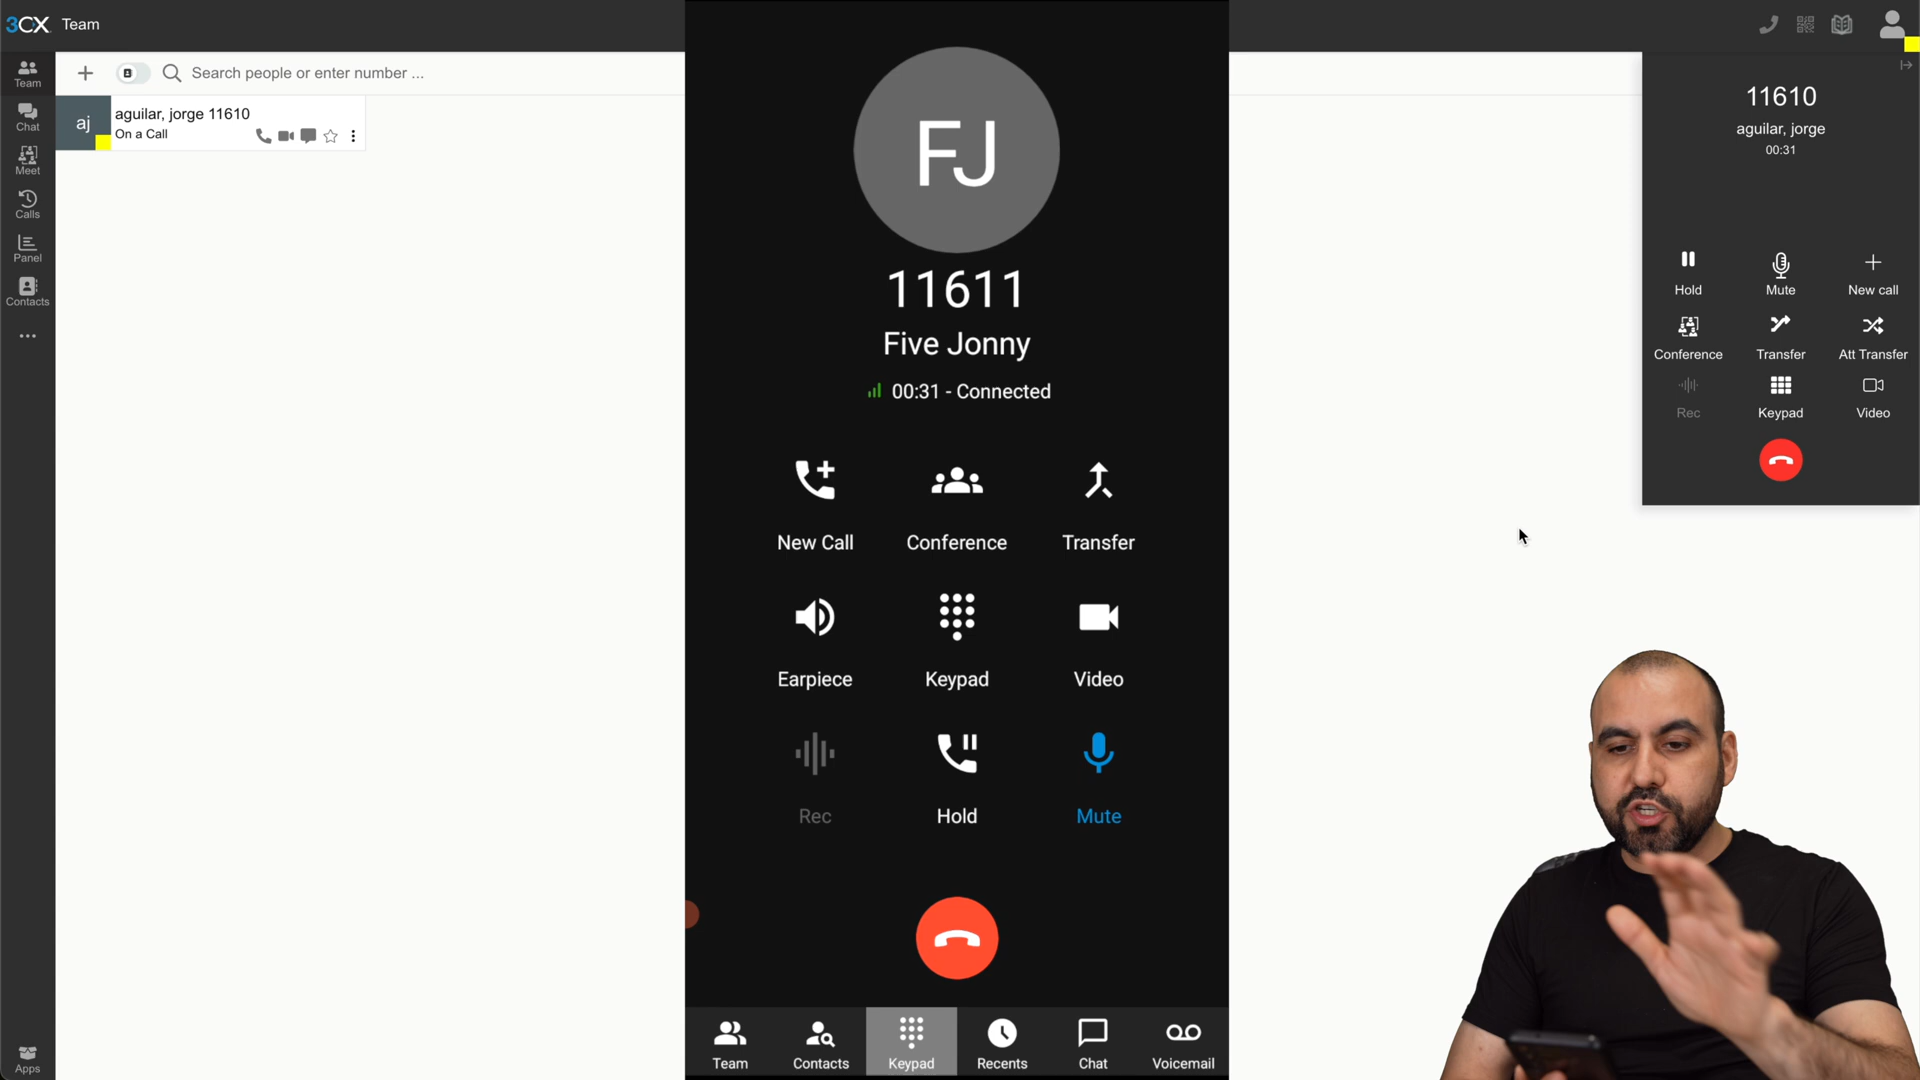 3CX Team
Team
Chat
Meet
Calls
Panel
Contacts
Apps
Search people or enter number ...
aj
aguilar, jorge 11610
On a Call
FJ
11611
Five Jonny
00:31 - Connected
New Call Conference Transfer
Earpiece Keypad Video
Rec Hold Mute
Team Contacts Keypad Recents Chat Voicemail
11610
aguilar, jorge
00:31
Hold Mute New call
Conference Transfer Att Transfer
Rec Keypad Video